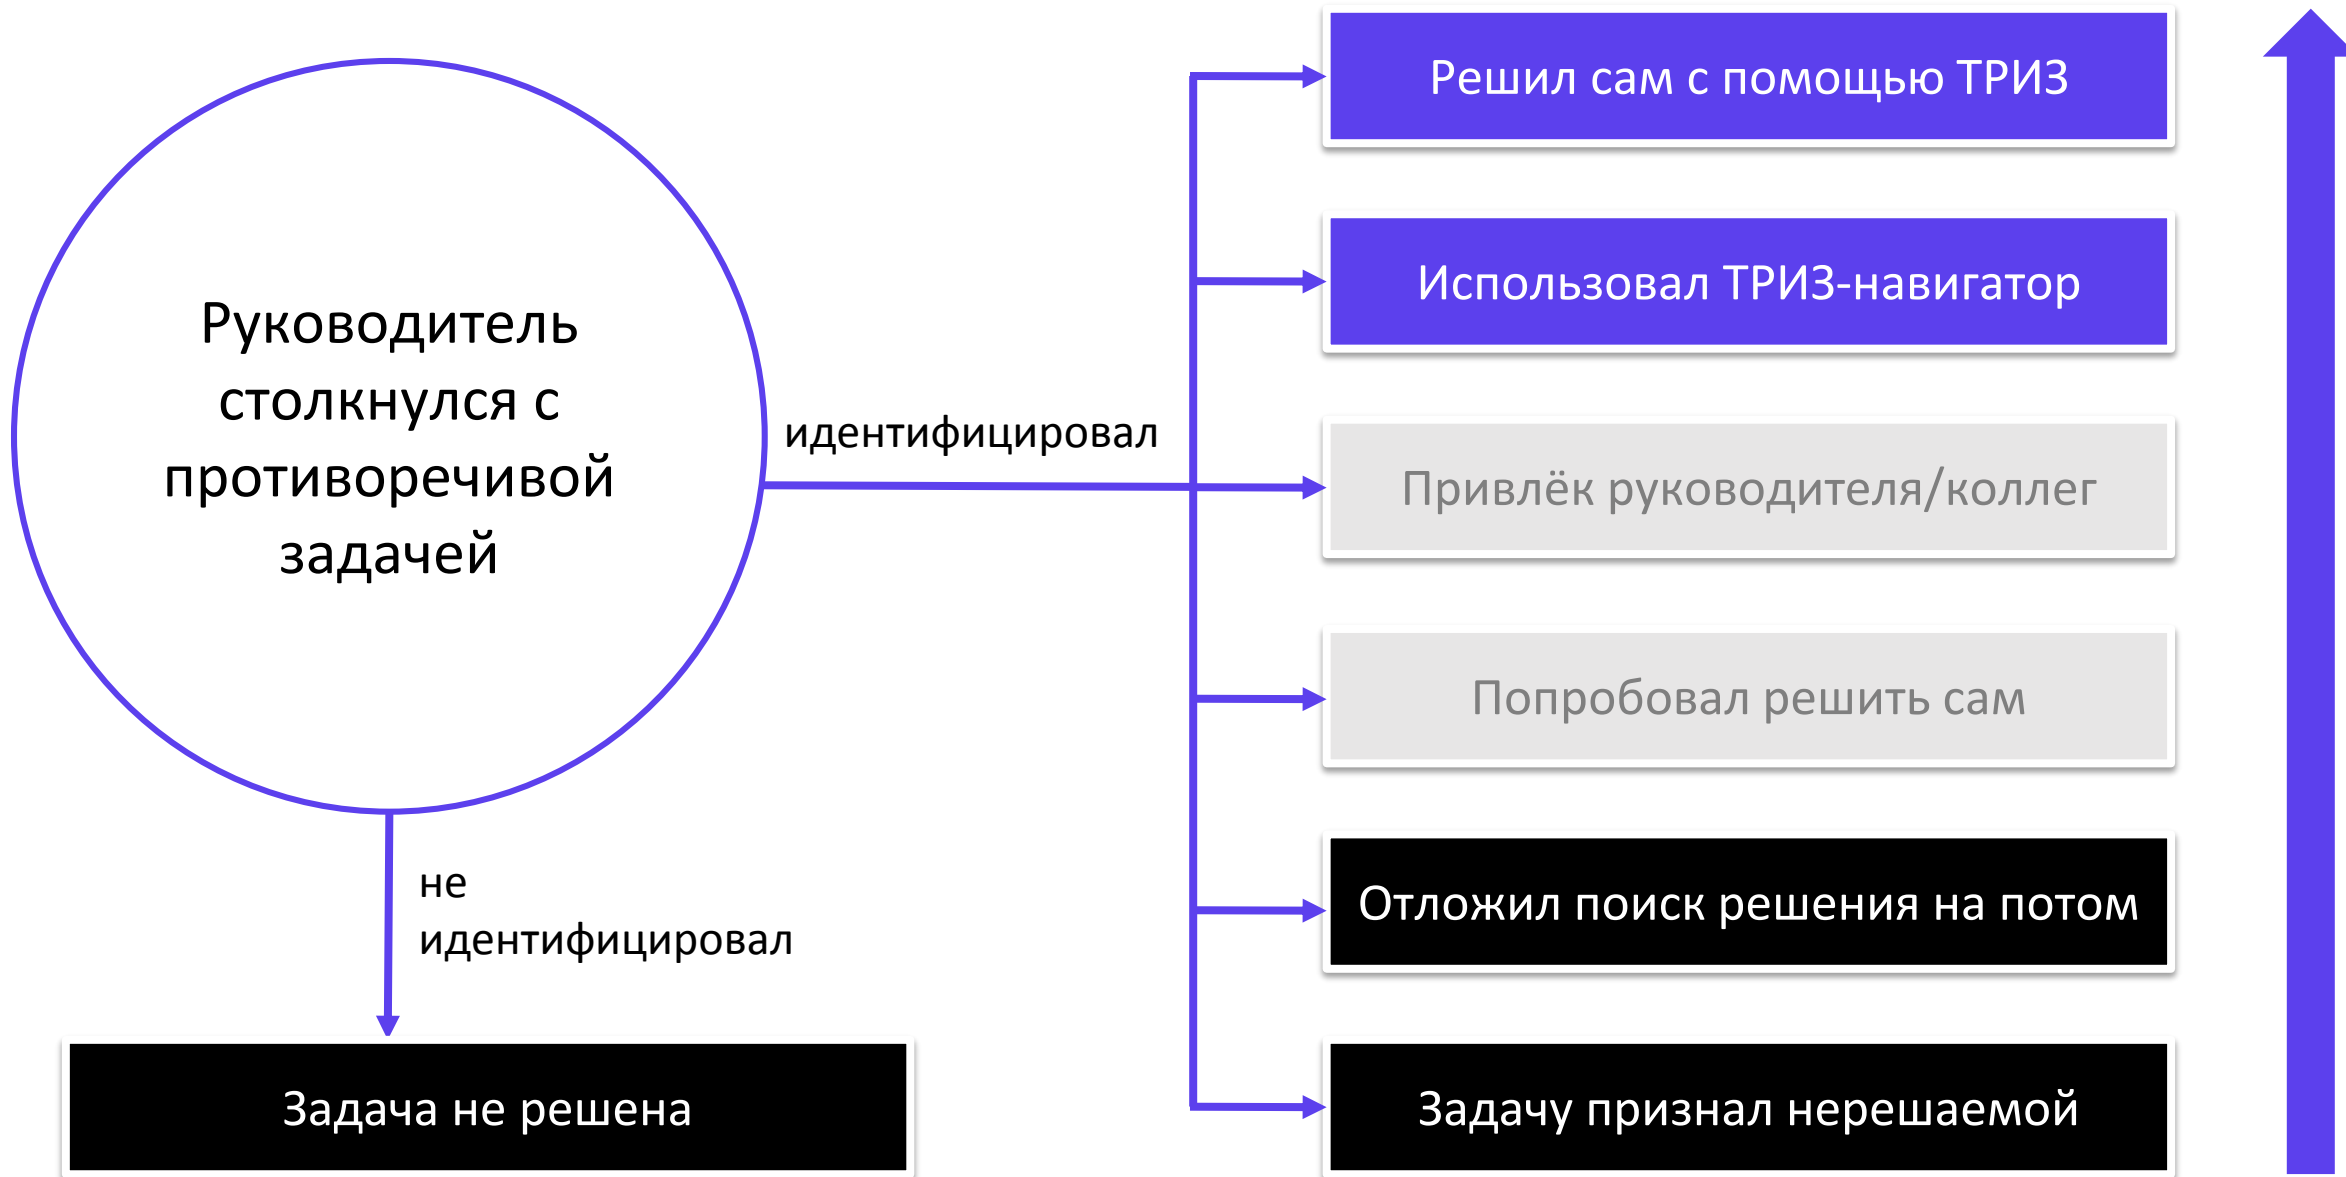 Руководитель
столкнулся с
противоречивой
задачей
идентифицировал
не
идентифицировал
Задача не решена
Решил сам с помощью ТРИЗ
Использовал ТРИЗ-навигатор
Привлёк руководителя/коллег
Попробовал решить сам
Отложил поиск решения на потом
Задачу признал нерешаемой